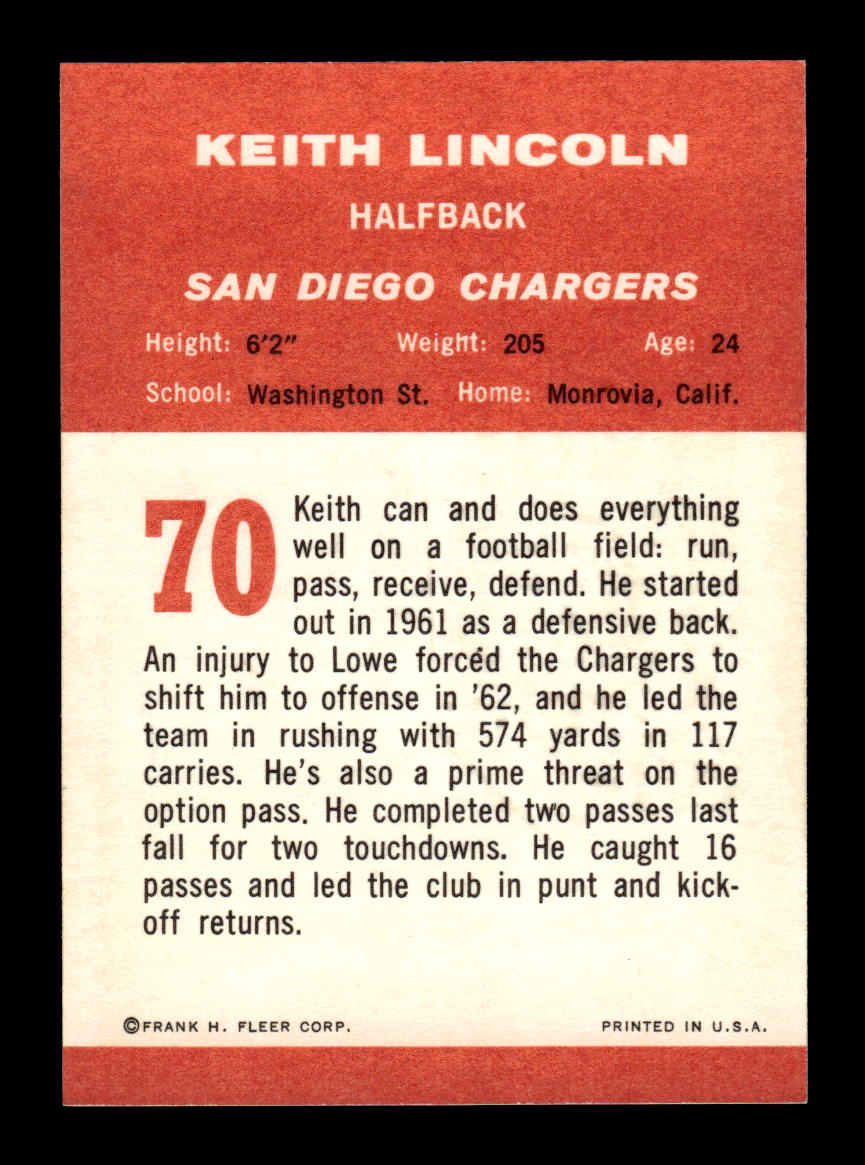 KEITH LINCOLN
HALFBACK
SAN DIEGO CHARGERS
Height: 6'2" Weight: 205 Age: 24
School: Washington St. Home: Monrovia, Calif.
70
Keith can and does everything
well on a football field: run,
pass, receive, defend. He started
out in 1961 as a defensive back.
An injury to Lowe forced the Chargers to
shift him to offense in '62, and he led the
team in rushing with 574 yards in 117
carries. He's also a prime threat on the
option pass. He completed two passes last
fall for two touchdowns. He caught 16
passes and led the club in punt and kick-
off returns.
©FRANK H. FLEER CORP. PRINTED IN U.S.A.